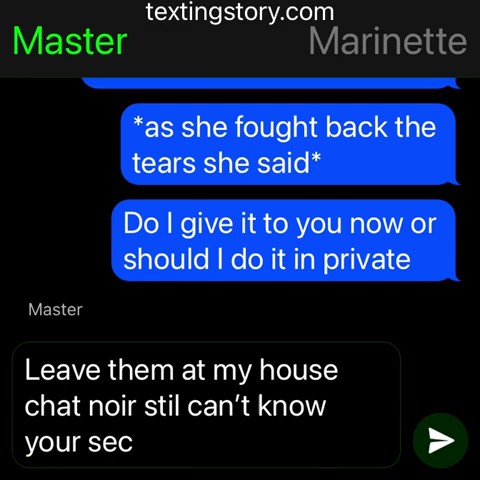 textingstory.com
Master Marinette
*as she fought back the
tears she said*
Do I give it to you now or
should I do it in private
Master
Leave them at my house
chat noir stil can’t know
your sec